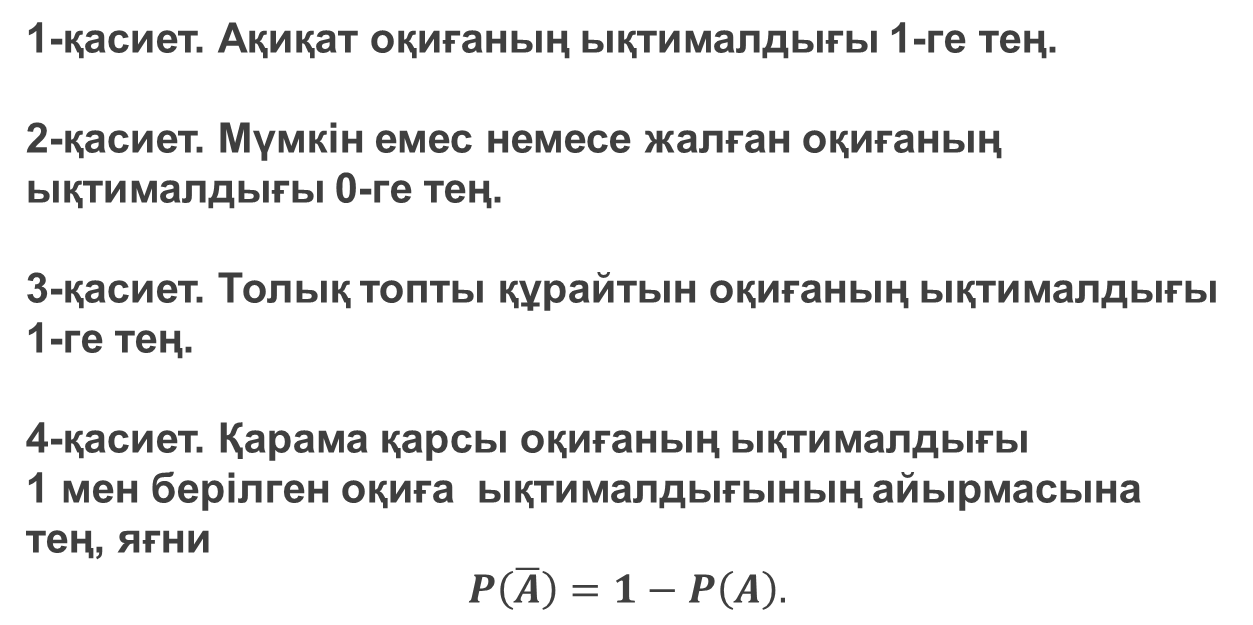 1-қасиет. Ақиқат оқиғаның ықтималдығы 1-ге тең.
2-қасиет. Мүмкін емес немесе жалған оқиғаның
ықтималдығы 0-ге тең.
3-қасиет. Толық топты құрайтын оқиғаның ықтималдығы
1-ге тең.
4-қасиет. Қарама қарсы оқиғаның ықтималдығы
1 мен берілген оқиға  ықтималдығының айырмасына
тең, яғни
P(A̅) = 1 − P(A).